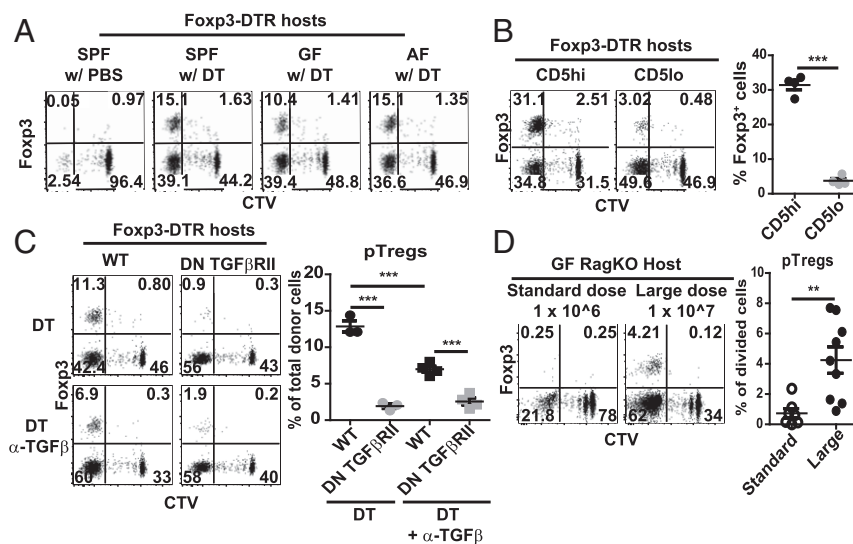 A
Foxp3-DTR hosts
SPF w/ PBS
SPF w/ DT
GF w/ DT
AF w/ DT
0.05 0.97
2.54 96.4
15.1 1.63
39.1 44.2
10.4 1.41
39.4 48.8
15.1 1.35
36.6 46.9
Foxp3
CTV
B
Foxp3-DTR hosts
CD5hi
CD5lo
31.1 2.51
34.8 31.5
3.02 0.48
49.6 46.9
Foxp3
CTV
% Foxp3+ cells
40
30
20
10
0
***
CD5hi
CD5lo
C
Foxp3-DTR hosts
WT
DN TGFβRII
DT
11.3 0.80
42.4 46
0.9 0.3
56 43
DT
α-TGFβ
6.9 0.3
60 33
1.9 0.2
58 40
Foxp3
CTV
pTregs
% of total donor cells
20
15
10
5
0
***
***
***
WT
DN TGFβRII
WT
DN TGFβRII
DT
DT
+ α-TGFβ
D
GF RagKO Host
Standard dose
1 x 10^6
Large dose
1 x 10^7
0.25 0.25
21.8 78
4.21 0.12
62 34
Foxp3
CTV
pTregs
% of divided cells
10
8
6
4
2
0
**
Standard
Large